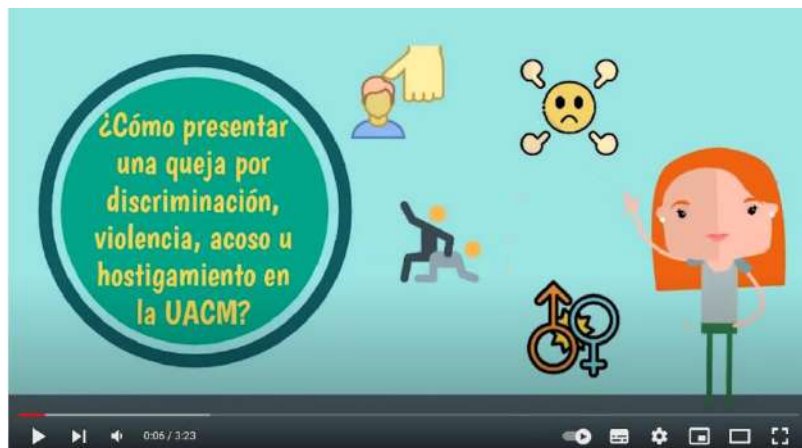 ¿Cómo presentar
una queja por
discriminación,
violencia, acoso u
hostigamiento en
la UACM?
0:06 / 3:23